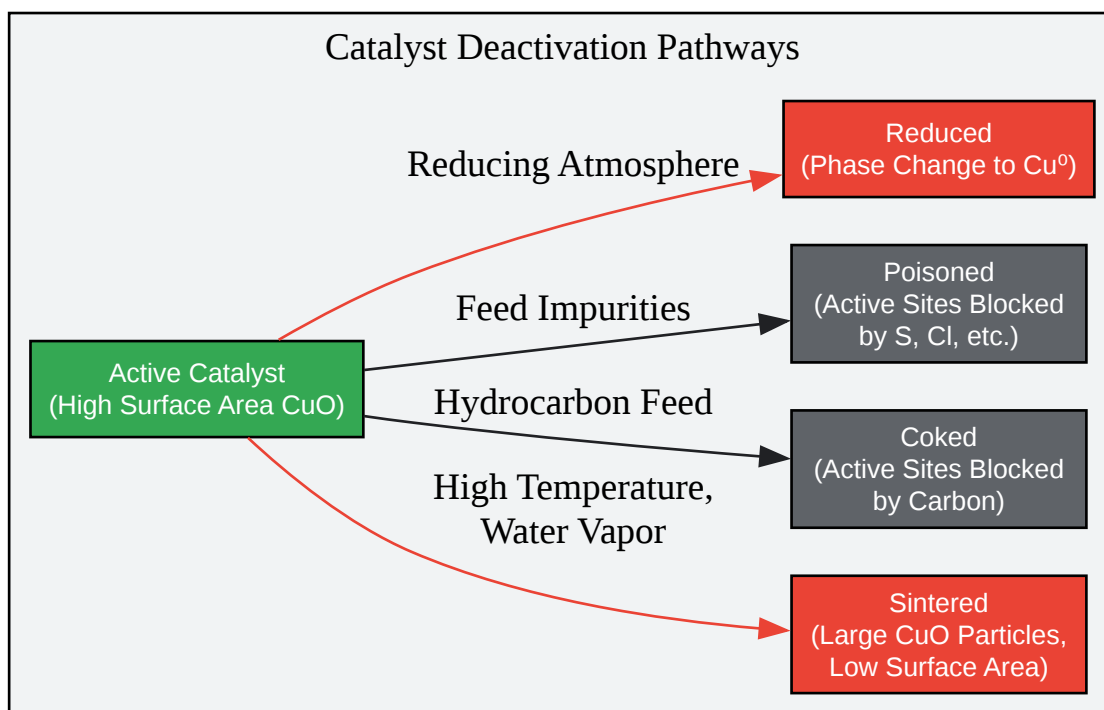 Catalyst Deactivation Pathways
Reducing Atmosphere
Reduced
(Phase Change to Cu⁰)
Feed Impurities
Poisoned
(Active Sites Blocked
by S, Cl, etc.)
Active Catalyst
(High Surface Area CuO)
Hydrocarbon Feed
Coked
(Active Sites Blocked
by Carbon)
High Temperature,
Water Vapor
Sintered
(Large CuO Particles,
Low Surface Area)